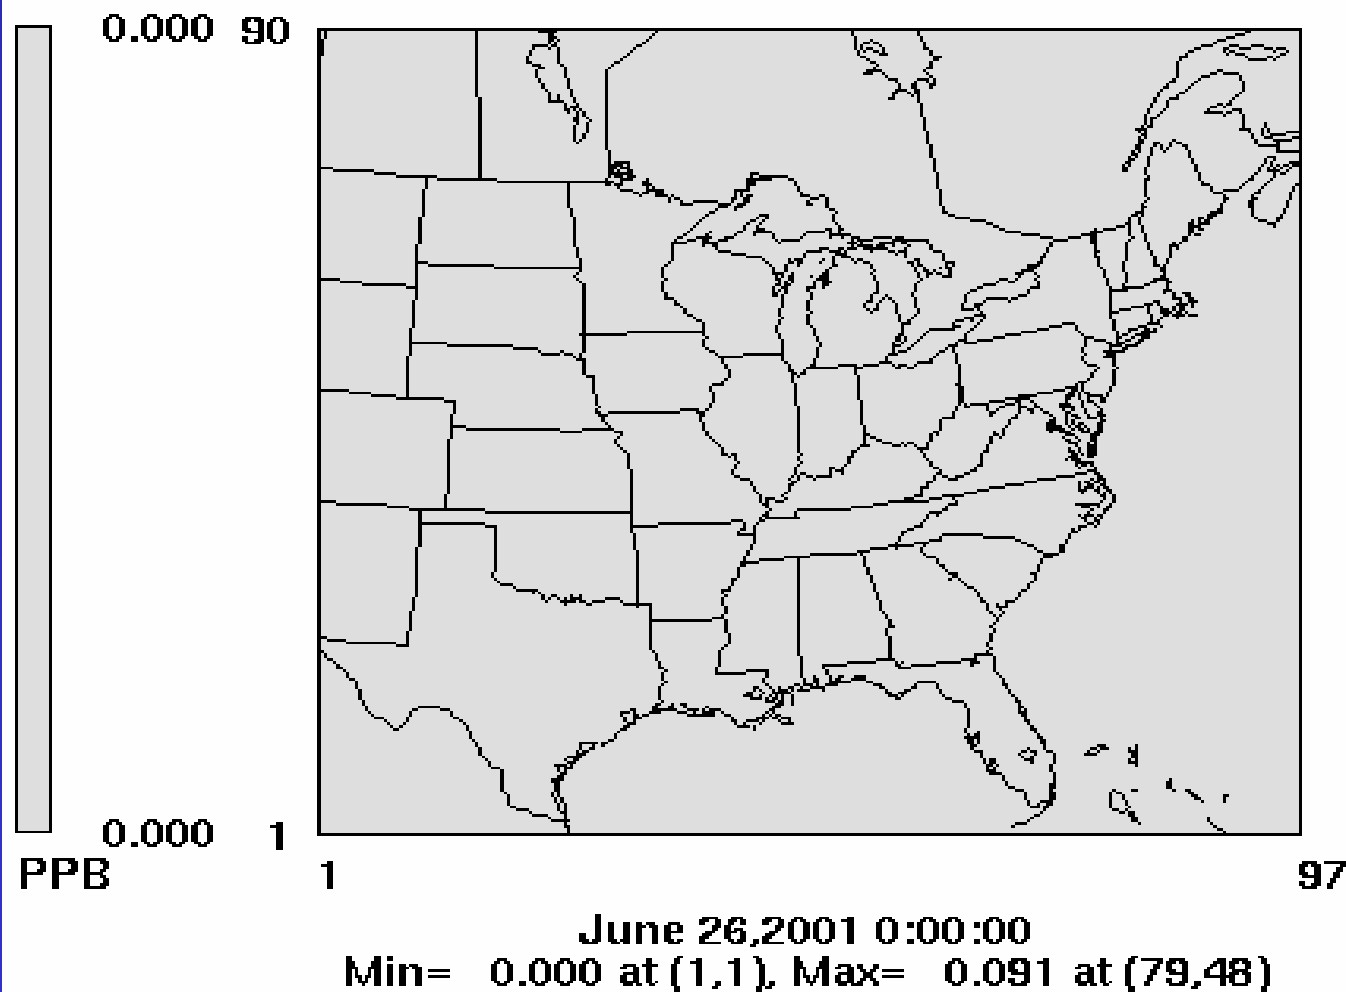 0.000 90
0.000 1
PPB
1 97
June 26,2001 0:00:00
Min= 0.000 at (1,1), Max= 0.091 at (79,48)